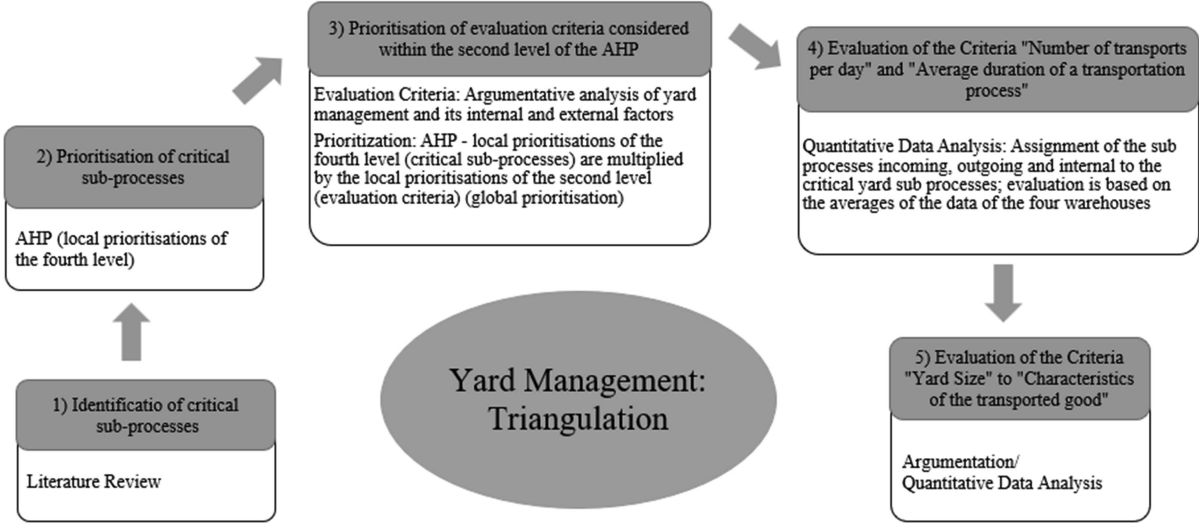 1) Identificatio of critical
sub-processes
Literature Review
2) Prioritisation of critical
sub-processes
AHP (local prioritisations of
the fourth level)
3) Prioritisation of evaluation criteria considered
within the second level of the AHP
Evaluation Criteria: Argumentative analysis of yard
management and its internal and external factors
Prioritization: AHP - local prioritisations of the
fourth level (critical sub-processes) are multiplied
by the local prioritisations of the second level
(evaluation criteria) (global prioritisation)
4) Evaluation of the Criteria "Number of transports
per day" and "Average duration of a transportation
process"
Quantitative Data Analysis: Assignment of the sub
processes incoming, outgoing and internal to the
critical yard sub processes; evaluation is based on
the averages of the data of the four warehouses
5) Evaluation of the Criteria
"Yard Size" to "Characteristics
of the transported good"
Argumentation/
Quantitative Data Analysis
Yard Management:
Triangulation